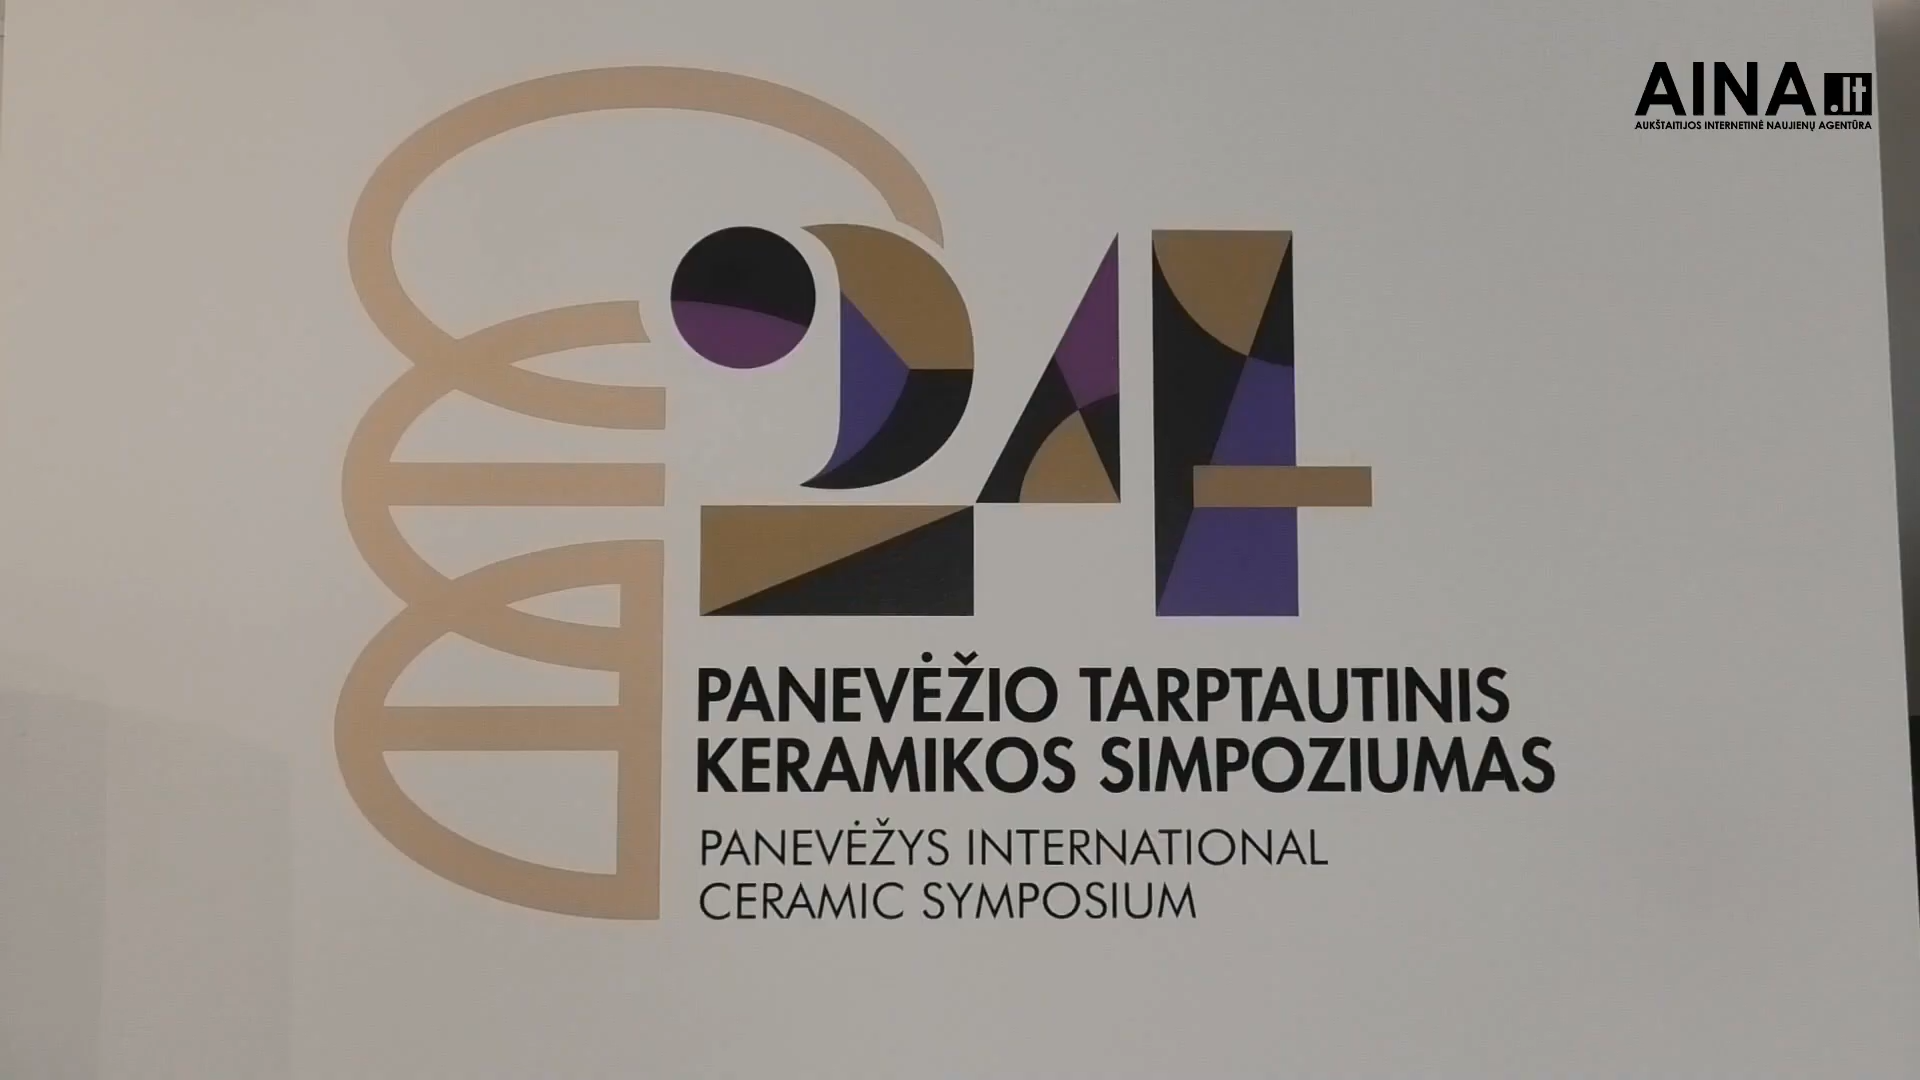 AINA.lt
AUKŠTAITIJOS INTERNETINĖ NAUJIENŲ AGENTŪRA
24
PANEVĖŽIO TARPTAUTINIS
KERAMIKOS SIMPOZIUMAS
PANEVĖŽYS INTERNATIONAL
CERAMIC SYMPOSIUM